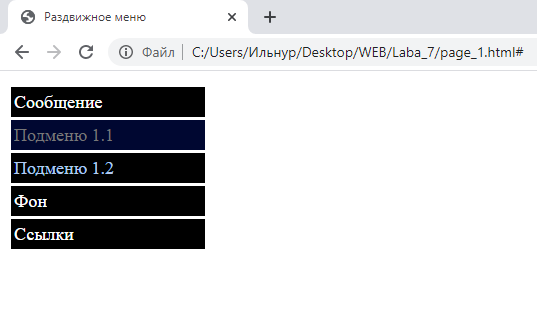 Раздвижное меню
Файл | C:/Users/Ильнур/Desktop/WEB/Laba_7/page_1.html#
Сообщение
Подменю 1.1
Подменю 1.2
Фон
Ссылки